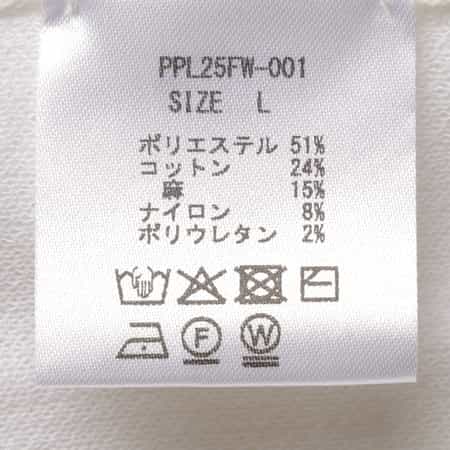 PPL25FW-001
SIZE L
ポリエステル 51%
コットン 24%
麻 15%
ナイロン 8%
ポリウレタン 2%
F W